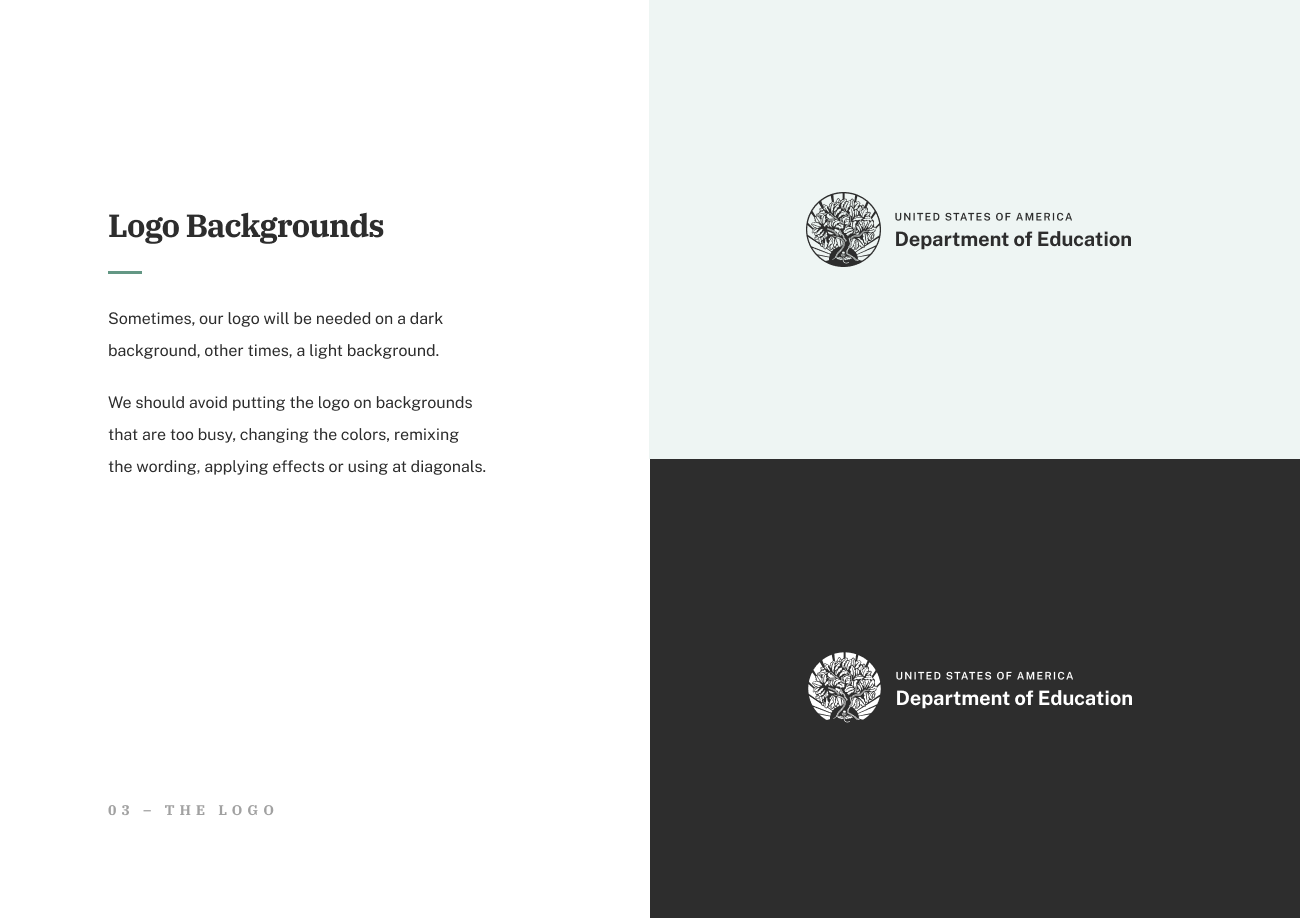 Logo Backgrounds
Sometimes, our logo will be needed on a dark
background, other times, a light background.
We should avoid putting the logo on backgrounds
that are too busy, changing the colors, remixing
the wording, applying effects or using at diagonals.
03 – THE LOGO
UNITED STATES OF AMERICA
Department of Education
UNITED STATES OF AMERICA
Department of Education